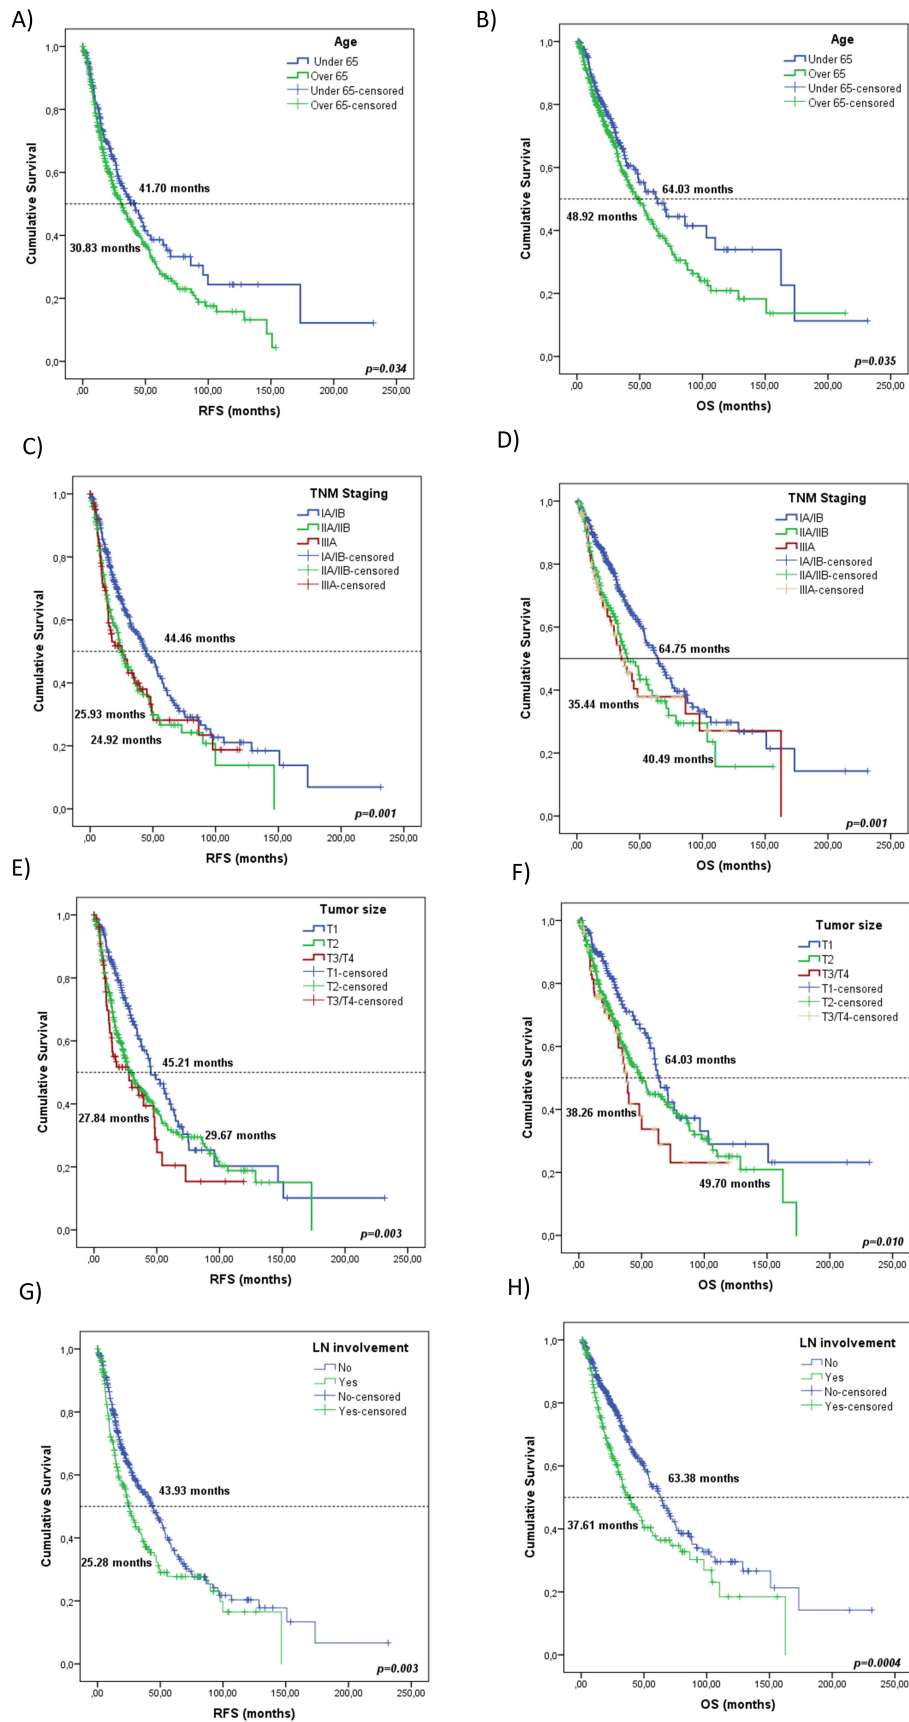 A)
Age
Under 65
Over 65
Under 65-censored
Over 65-censored
1,0
0,8
0,6
0,4
0,2
0,0
Cumulative Survival
41.70 months
30.83 months
p=0.034
,00
50,00
100,00
150,00
200,00
250,00
RFS (months)
B)
Age
Under 65
Over 65
Under 65-censored
Over 65-censored
1,0
0,8
0,6
0,4
0,2
0,0
Cumulative Survival
64.03 months
48.92 months
p=0.035
,00
50,00
100,00
150,00
200,00
250,00
OS (months)
C)
TNM Staging
IA/IB
IIA/IIB
IIIA
IA/IB-censored
IIA/IIB-censored
IIIA-censored
1,0
0,8
0,6
0,4
0,2
0,0
Cumulative Survival
44.46 months
25.93 months
24.92 months
p=0.001
,00
50,00
100,00
150,00
200,00
250,00
RFS (months)
D)
TNM Staging
IA/IB
IIA/IIB
IIIA
IA/IB-censored
IIA/IIB-censored
IIIA-censored
1,0
0,8
0,6
0,4
0,2
0,0
Cumulative Survival
64.75 months
35.44 months
40.49 months
p=0.001
,00
50,00
100,00
150,00
200,00
250,00
OS (months)
E)
Tumor size
T1
T2
T3/T4
T1-censored
T2-censored
T3/T4-censored
1,0
0,8
0,6
0,4
0,2
0,0
Cumulative Survival
45.21 months
27.84 months
29.67 months
p=0.003
,00
50,00
100,00
150,00
200,00
250,00
RFS (months)
F)
Tumor size
T1
T2
T3/T4
T1-censored
T2-censored
T3/T4-censored
1,0
0,8
0,6
0,4
0,2
0,0
Cumulative Survival
64.03 months
38.26 months
49.70 months
p=0.010
,00
50,00
100,00
150,00
200,00
250,00
OS (months)
G)
LN involvement
No
Yes
No-censored
Yes-censored
1,0
0,8
0,6
0,4
0,2
0,0
Cumulative Survival
43.93 months
25.28 months
p=0.003
,00
50,00
100,00
150,00
200,00
250,00
RFS (months)
H)
LN involvement
No
Yes
No-censored
Yes-censored
1,0
0,8
0,6
0,4
0,2
0,0
Cumulative Survival
63.38 months
37.61 months
p=0.0004
,00
50,00
100,00
150,00
200,00
250,00
OS (months)